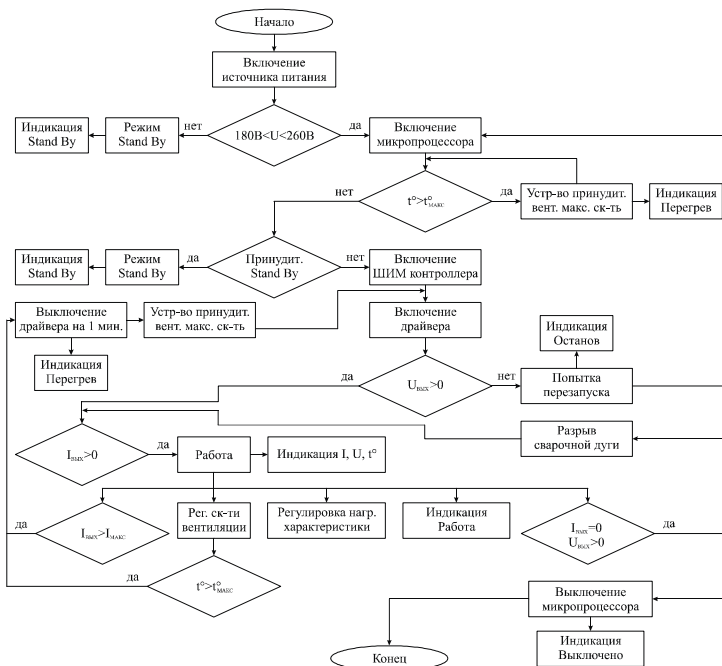 Начало
Включение
источника питания
Индикация
Stand By
Режим
Stand By
нет
180В<U<260В
да
Включение
микропроцессора
нет
t°>t°МАКС
да
Устр-во принудит.
вент. макс. ск-ть
Индикация
Перегрев
Индикация
Stand By
Режим
Stand By
да
Принудит.
Stand By
нет
Включение
ШИМ контроллера
Выключение
драйвера на 1 мин.
Устр-во принудит.
вент. макс. ск-ть
Включение
драйвера
Индикация
Останов
Индикация
Перегрев
да
UВЫХ>0
нет
Попытка
перезапуска
IВЫХ>0
да
Работа
Индикация I, U, t°
Разрыв
сварочной дуги
да
IВЫХ>IМАКС
Рег. ск-ти
вентиляции
Регулировка нагр.
характеристики
Индикация
Работа
IВЫХ=0
UВЫХ>0
да
да
t°>t°МАКС
Выключение
микропроцессора
Индикация
Выключено
Конец